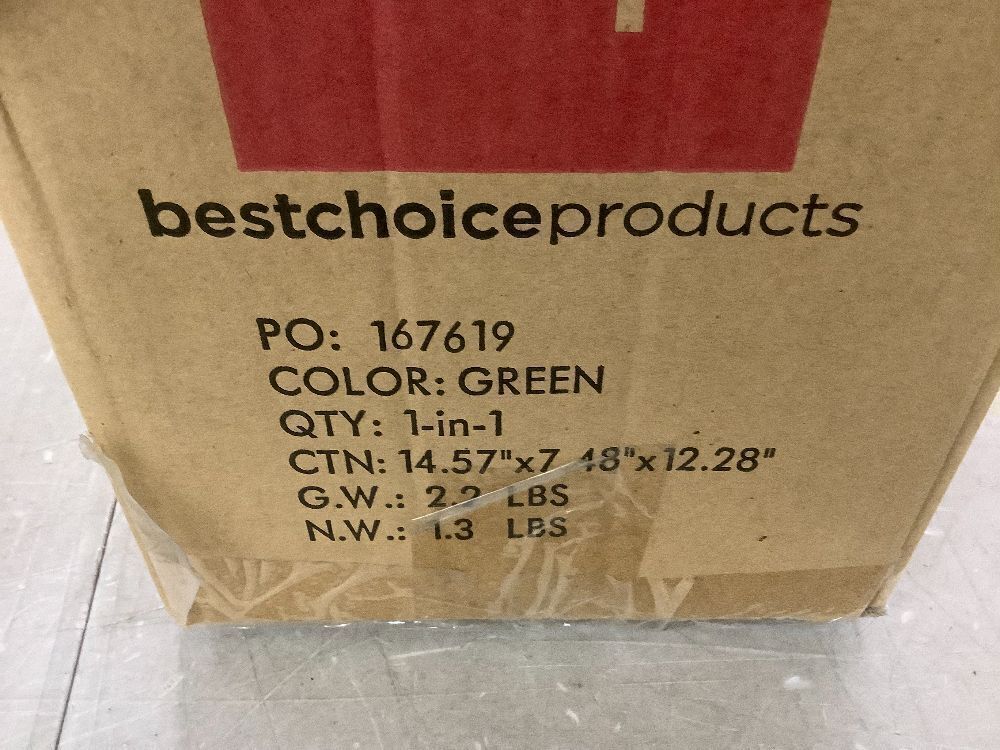 bestchoiceproducts
PO: 167619
COLOR: GREEN
QTY: 1-in-1
CTN: 14.57"x7.48"x12.28"
G.W.: 2.2 LBS
N.W.: 1.3 LBS